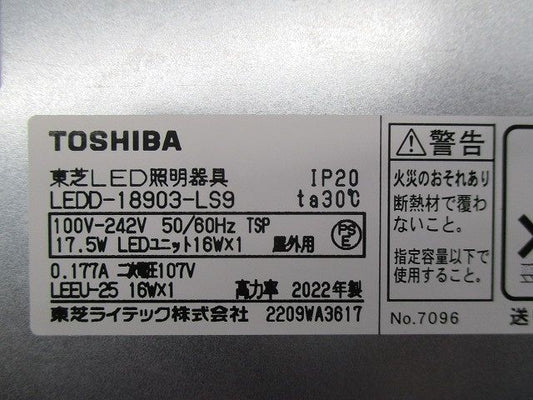 TOSHIBA
東芝LED照明器具 IP20
LEDD-18903-LS9 ta30℃
100V-242V 50/60Hz TSP
17.5W LEDユニット16W×1 屋外用
PS
E
0.177A 二次電圧107V
LEEU-25 16W×1 高力率 2022年製
東芝ライテック株式会社 2209WA3617
警告
火災のおそれあり
断熱材で覆わ
ないこと。
指定容量以下で
使用すること。
No.7096
送